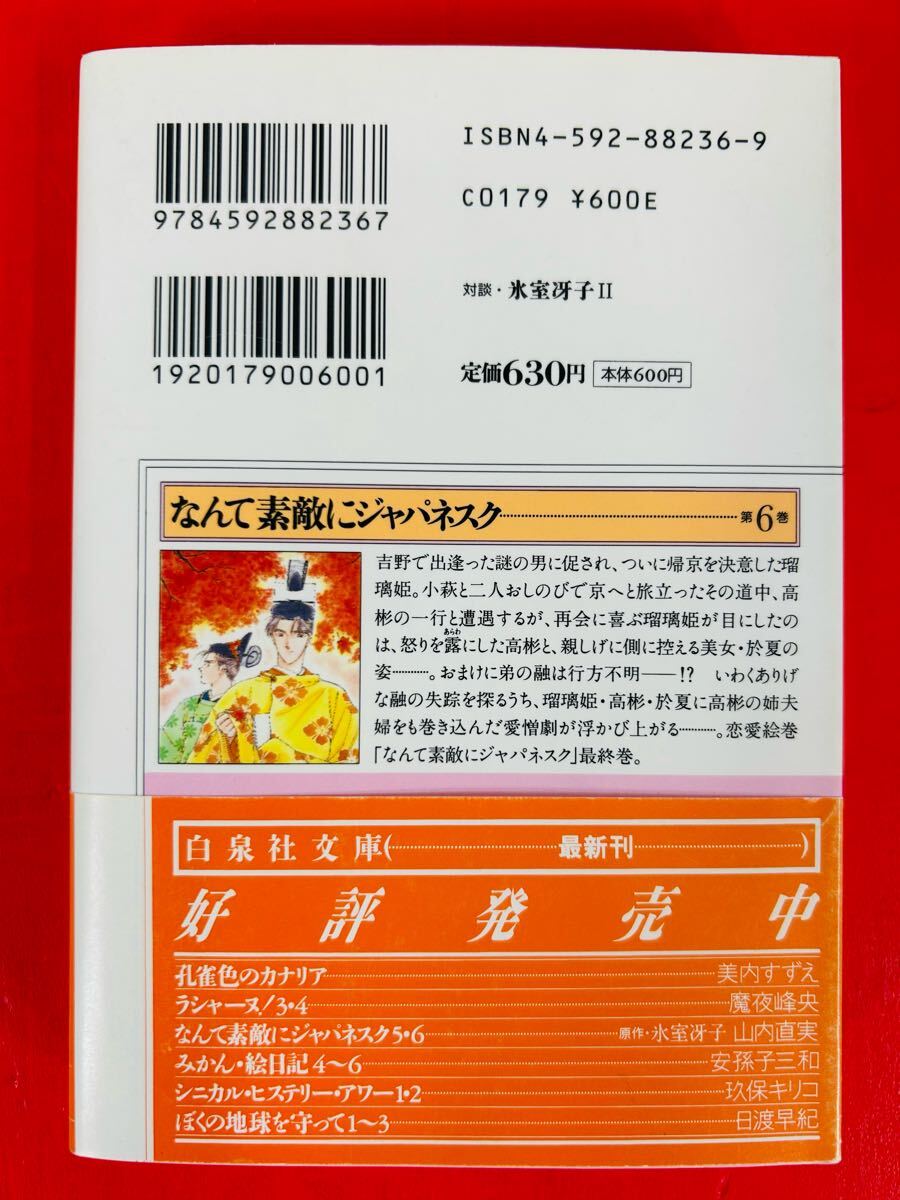 ISBN4-592-88236-9
9784592882367
C0179 ¥600E
対談・氷室冴子II
1920179006001
定価630円 本体600円
なんて素敵にジャパネスク…………………………第6巻
吉野で出逢った謎の男に促され、ついに帰京を決意した瑠
璃姫。小萩と二人おしのびで京へと旅立ったその道中、高
彬の一行と遭遇するが、再会に喜ぶ瑠璃姫が目にしたの
あらわ
は、怒りを露にした高彬と、親しげに側に控える美女・於夏の
姿…………。おまけに弟の融は行方不明――!? いわくありげ
な融の失踪を探るうち、瑠璃姫・高彬・於夏に高彬の姉夫
婦をも巻き込んだ愛憎劇が浮かび上がる…………。恋愛絵巻
「なんて素敵にジャパネスク」最終巻。
白泉社文庫(……………………最新刊……………………)
好評発売中
孔雀色のカナリア……………………美内すずえ
ラシャーヌ!3・4……………………魔夜峰央
なんて素敵にジャパネスク5・6……………………原作・氷室冴子 山内直実
みかん・絵日記4〜6……………………安孫子三和
シニカル・ヒステリー・アワー1・2……………………玖保キリコ
ぼくの地球を守って1〜3……………………日渡早紀